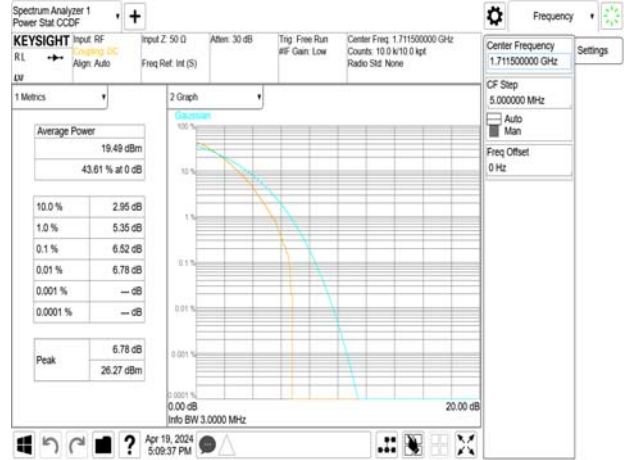 Spectrum Analyzer 1
Power Stat CCDF
Frequency
KEYSIGHT
RL
Input: RF
Coupling: DC
Align: Auto
Input Z: 50 Ω
Freq Ref: Int (S)
Atten: 30 dB
Trig: Free Run
#IF Gain: Low
Center Freq: 1.711500000 GHz
Counts: 10.0 k/10.0 kpt
Radio Std: None
Center Frequency
1.711500000 GHz
Settings
CF Step
5.000000 MHz
Auto
Man
Freq Offset
0 Hz
1 Metrics
2 Graph
Gaussian
Average Power
19.49 dBm
43.61 % at 0 dB
10.0 % 2.95 dB
1.0 % 5.35 dB
0.1 % 6.52 dB
0.01 % 6.78 dB
0.001 % --- dB
0.0001 % --- dB
Peak
6.78 dB
26.27 dBm
100 %
10 %
1 %
0.1 %
0.01 %
0.001 %
0.0001 %
0.00 dB
20.00 dB
Info BW 3.0000 MHz
?
Apr 19, 2024
5:09:37 PM